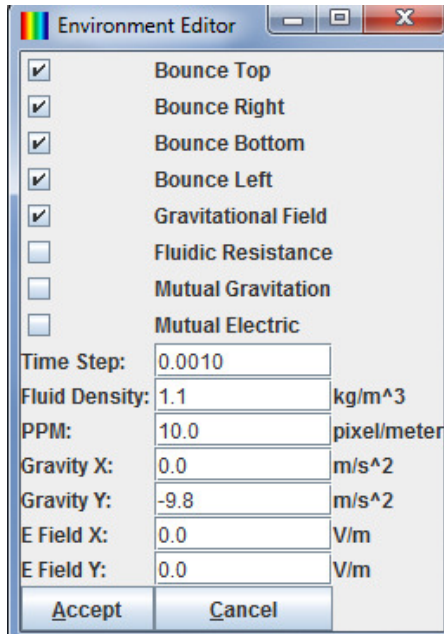 Environment Editor
Bounce Top
Bounce Right
Bounce Bottom
Bounce Left
Gravitational Field
Fluidic Resistance
Mutual Gravitation
Mutual Electric
Time Step: 0.0010
Fluid Density: 1.1 kg/m^3
PPM: 10.0 pixel/meter
Gravity X: 0.0 m/s^2
Gravity Y: -9.8 m/s^2
E Field X: 0.0 V/m
E Field Y: 0.0 V/m
Accept Cancel